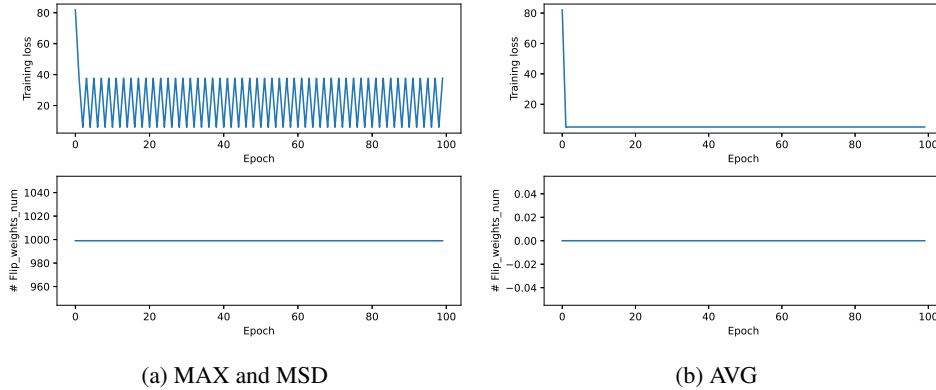 80
60
40
20
Training loss
0 20 40 60 80 100
Epoch
1040
1020
1000
980
960
# Flip_weights_num
0 20 40 60 80 100
Epoch
(a) MAX and MSD
80
60
40
20
Training loss
0 20 40 60 80 100
Epoch
0.04
0.02
0.00
−0.02
−0.04
# Flip_weights_num
0 20 40 60 80 100
Epoch
(b) AVG